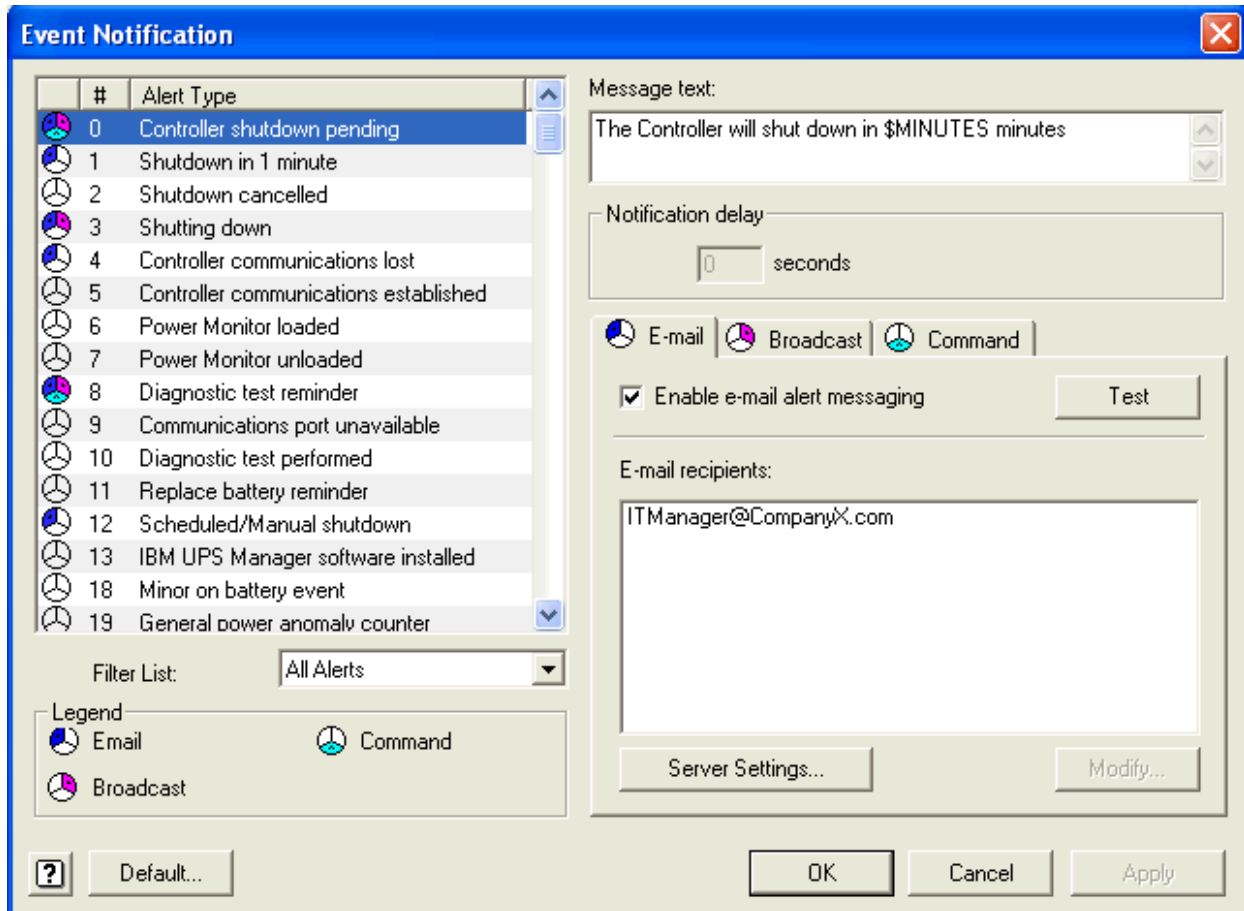 Event Notification
# Alert Type
0 Controller shutdown pending
1 Shutdown in 1 minute
2 Shutdown cancelled
3 Shutting down
4 Controller communications lost
5 Controller communications established
6 Power Monitor loaded
7 Power Monitor unloaded
8 Diagnostic test reminder
9 Communications port unavailable
10 Diagnostic test performed
11 Replace battery reminder
12 Scheduled/Manual shutdown
13 IBM UPS Manager software installed
18 Minor on battery event
19 General power anomaly counter
Filter List: All Alerts
Legend
Email Command
Broadcast
Message text:
The Controller will shut down in $MINUTES minutes
Notification delay
0 seconds
E-mail Broadcast Command
Enable e-mail alert messaging Test
E-mail recipients:
ITManager@CompanyX.com
Server Settings... Modify...
? Default... OK Cancel Apply